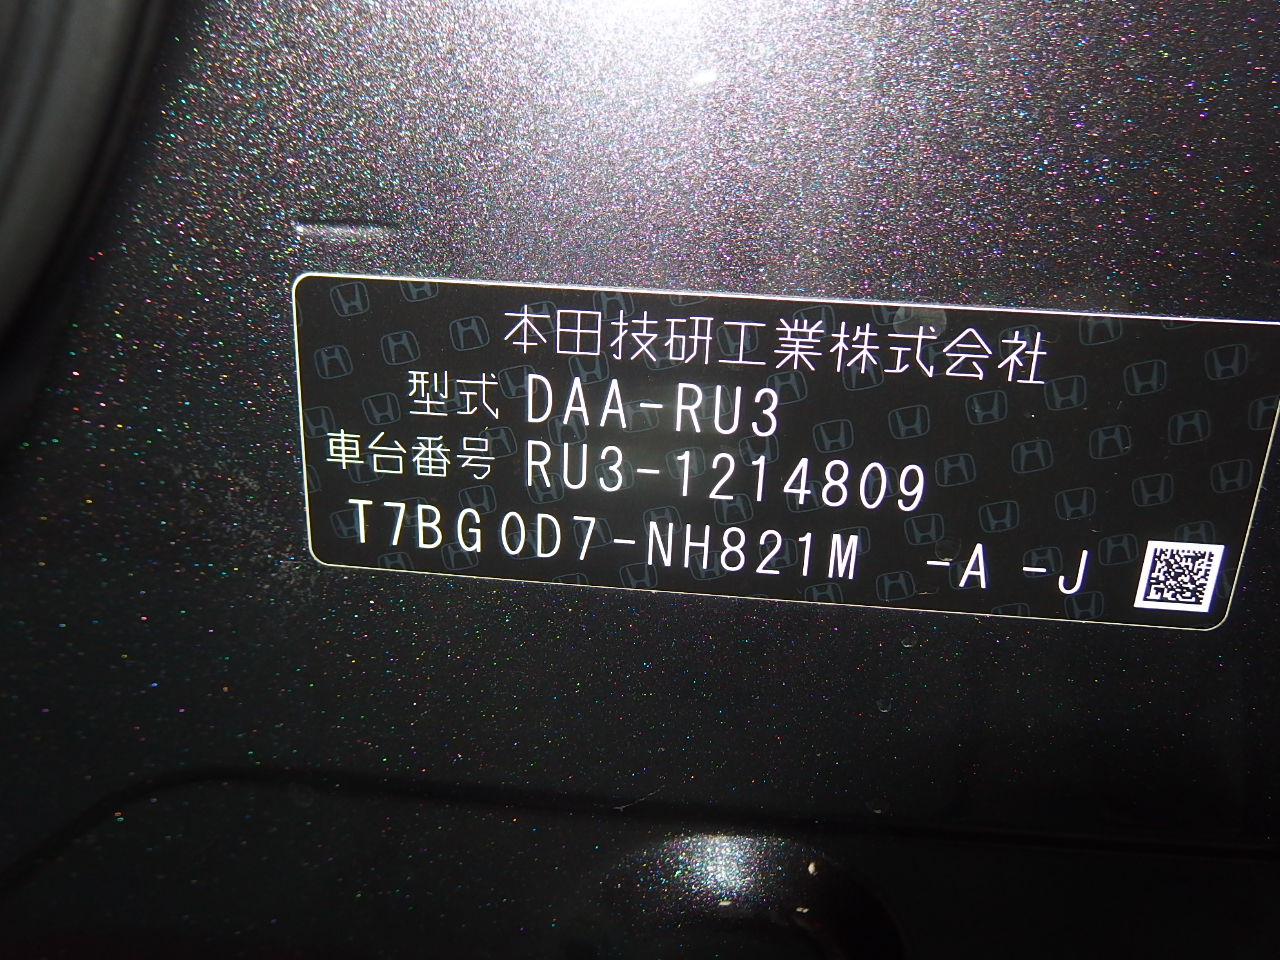 本田技研工業株式会社
型式 DAA-RU3
車台番号 RU3-1214809
T7BG0D7-NH821M -A -J